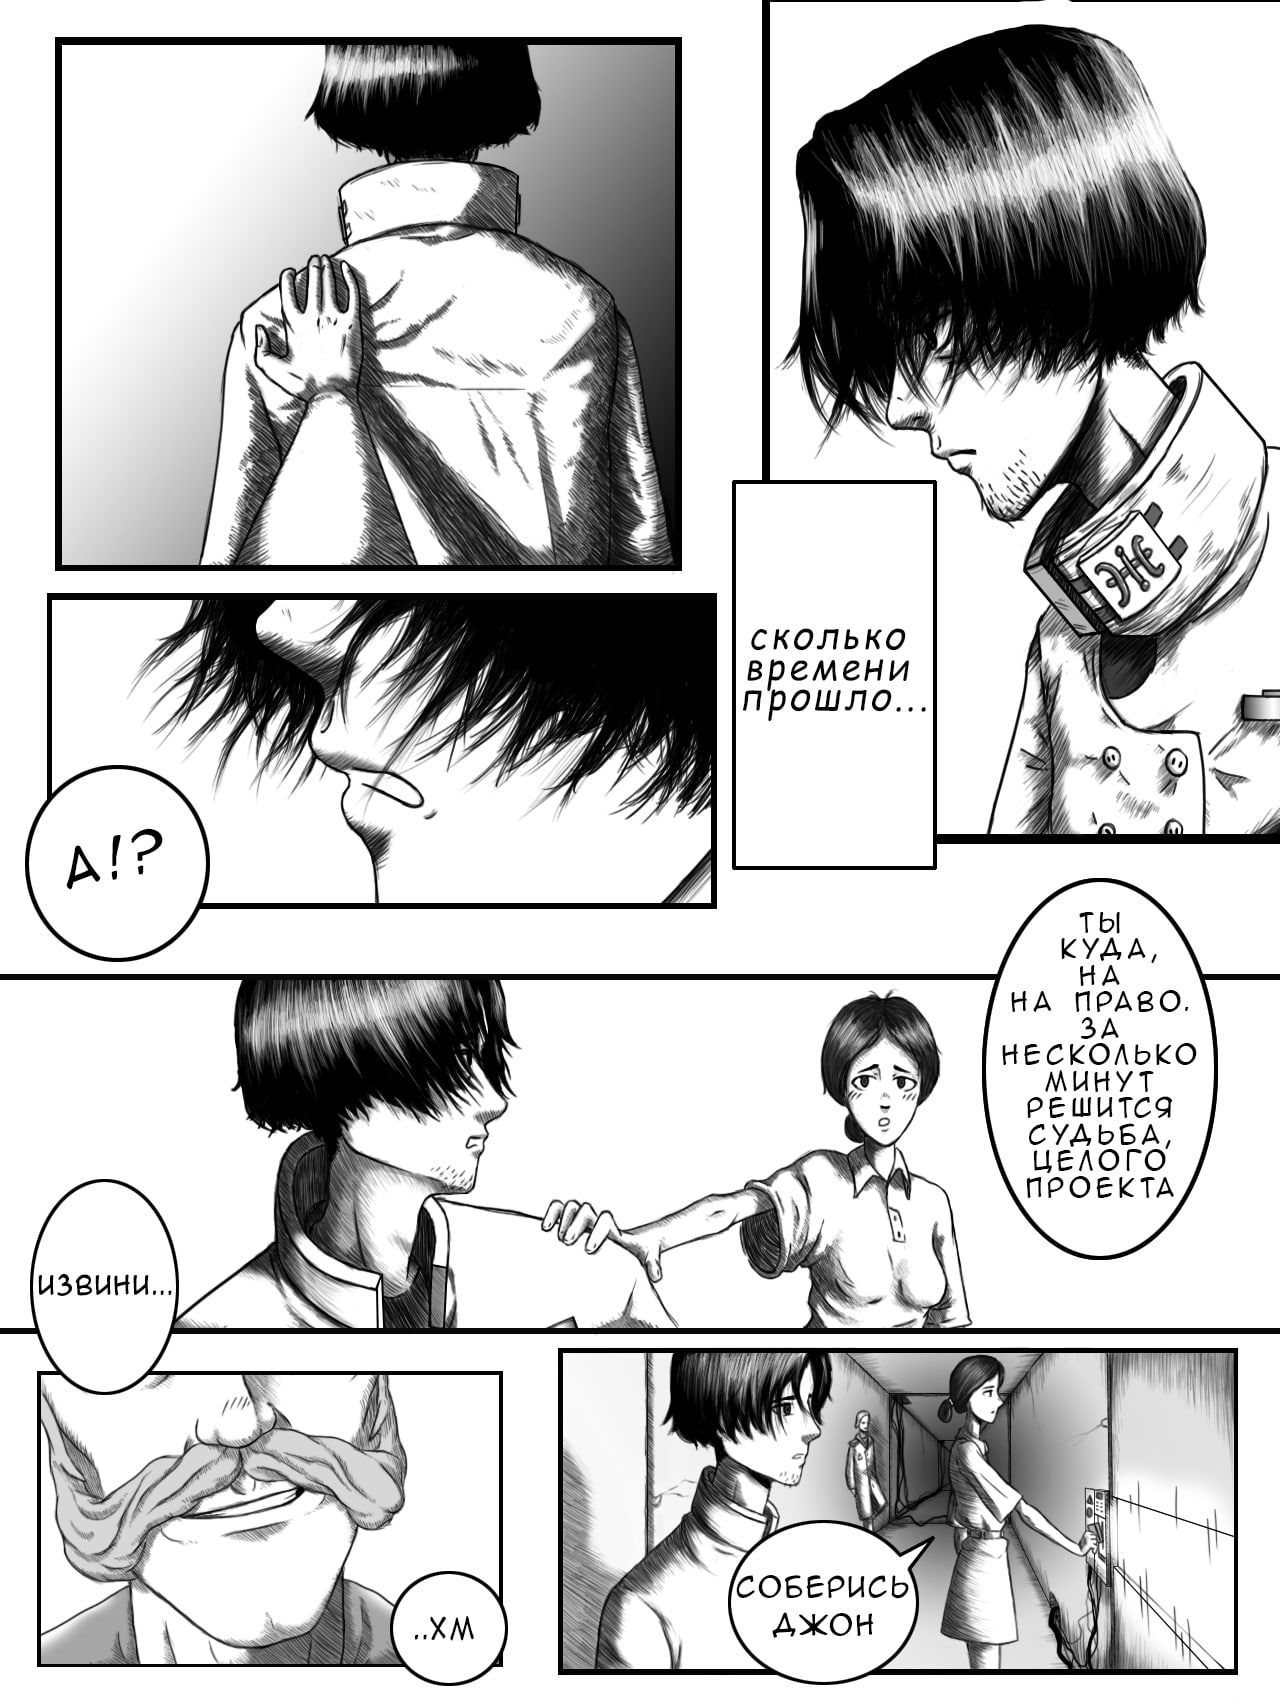 сколько
времени
прошло...
А!?
ТЫ
КУДА,
НА
НА ПРАВО.
ЗА
НЕСКОЛЬКО
МИНУТ
РЕШИТСЯ
СУДЬБА,
ЦЕЛОГО
ПРОЕКТА
ИЗВИНИ...
..ХМ
СОБЕРИСЬ
ДЖОН